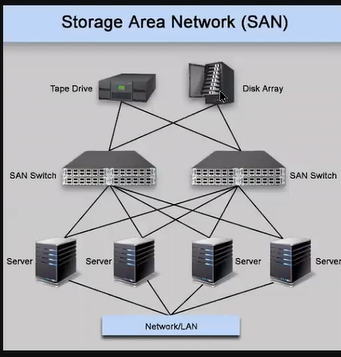 Storage Area Network (SAN)
Tape Drive
Disk Array
SAN Switch
SAN Switch
Server
Server
Server
Server
Network/LAN